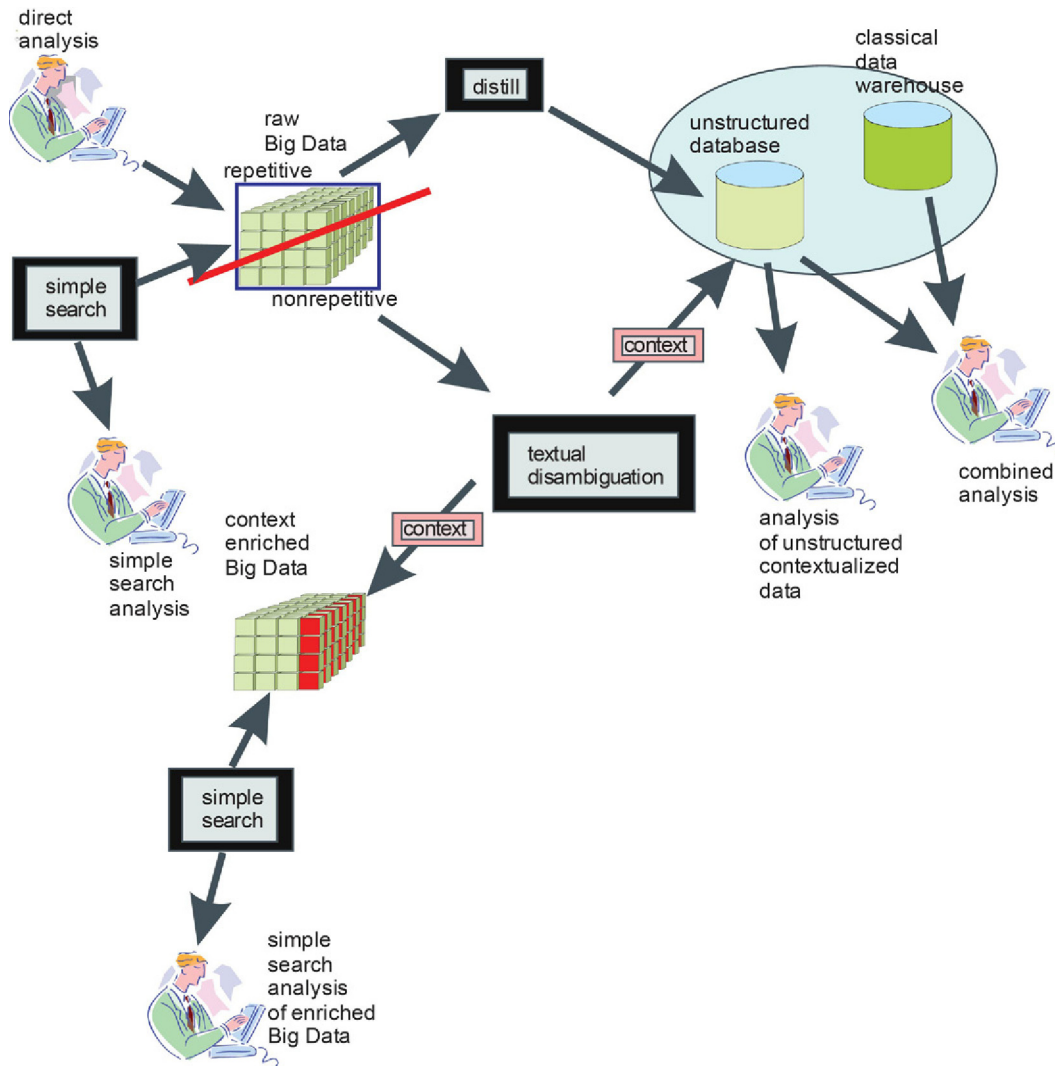 direct
analysis
raw
Big Data
repetitive
nonrepetitive
distill
classical
data
warehouse
unstructured
database
simple
search
simple
search
analysis
context
textual
disambiguation
context
context
enriched
Big Data
analysis
of unstructured
contextualized
data
combined
analysis
simple
search
simple
search
analysis
of enriched
Big Data